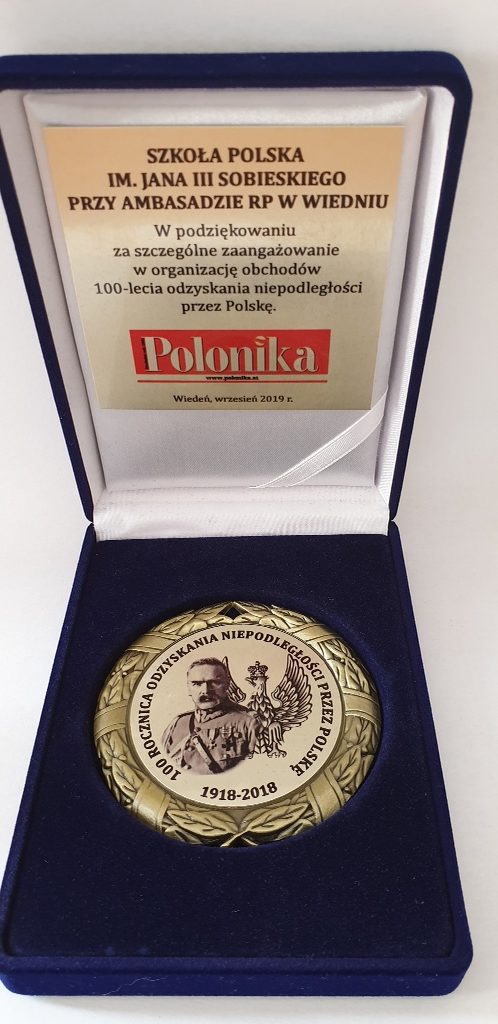 SZKOŁA POLSKA
IM. JANA III SOBIESKIEGO
PRZY AMBASADZIE RP W WIEDNIU
W podziękowaniu
za szczególne zaangażowanie
w organizację obchodów
100-lecia odzyskania niepodległości
przez Polskę.
Polonika
www.polonika.at
Wiedeń, wrzesień 2019 r.
100 ROCZNICA ODZYSKANIA NIEPODLEGŁOŚCI PRZEZ POLSKĘ
1918-2018